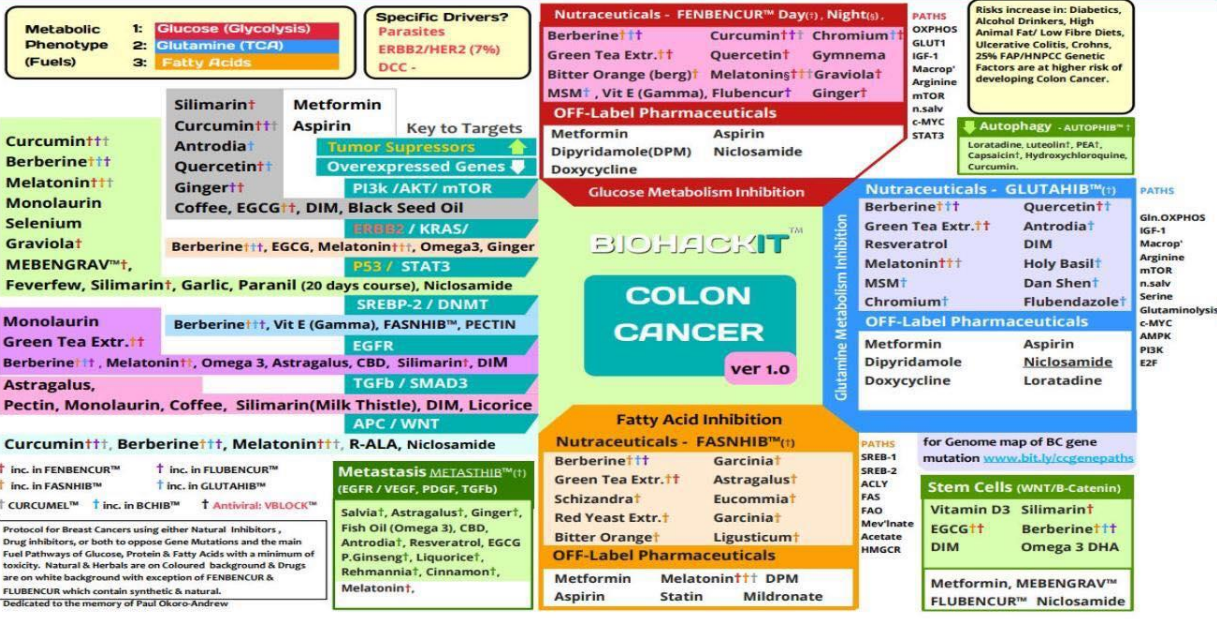 Metabolic Phenotype (Fuels)
1: Glucose (Glycolysis)
2: Glutamine (TCA)
3: Fatty Acids
Specific Drivers?
Parasites
ERBB2/HER2 (7%)
DCC -
Silimarin†
Curcumin†††
Antrodia†
Quercetin††
Ginger††
Metformin
Aspirin
Coffee, EGCG††, DIM, Black Seed Oil
Key to Targets
Tumor Supressors
Overexpressed Genes
PI3k /AKT/ mTOR
ERBB2 / KRAS/
Berberine†††, EGCG, Melatonin†††, Omega3, Ginger
P53 / STAT3
Curcumin†††
Berberine†††
Melatonin†††
Monolaurin
Selenium
Graviola†
MEBENGRAV™†,
Feverfew, Silimarin†, Garlic, Paranil (20 days course), Niclosamide
SREBP-2 / DNMT
Berberine†††, Vit E (Gamma), FASNHIB™, PECTIN
EGFR
Monolaurin
Green Tea Extr.††
Berberine††† , Melatonin††, Omega 3, Astragalus, CBD, Silimarin†, DIM
TGFb / SMAD3
Astragalus,
Pectin, Monolaurin, Coffee, Silimarin(Milk Thistle), DIM, Licorice
APC / WNT
Curcumin†††, Berberine†††, Melatonin†††, R-ALA, Niclosamide
† inc. in FENBENCUR™
† inc. in FLUBENCUR™
† inc. in FASNHIB™
† inc. in GLUTAHIB™
† CURCUMEL™
† inc. in BCHIB™
† Antiviral: VBLOCK™
Protocol for Breast Cancers using either Natural Inhibitors ,
Drug inhibitors, or both to oppose Gene Mutations and the main
Fuel Pathways of Glucose, Protein & Fatty Acids with a minimum of
toxicity. Natural & Herbals are on Coloured background & Drugs
are on white background with exception of FENBENCUR &
FLUBENCUR which contain synthetic & natural.
Dedicated to the memory of Paul Okoro-Andrew
Metastasis METASTHIB™(†)
(EGFR / VEGF, PDGF, TGFb)
Salvia†, Astragalus†, Ginger†,
Fish Oil (Omega 3), CBD,
Antrodia†, Resveratrol, EGCG
P.Ginseng†, Liquorice†,
Rehmannia†, Cinnamon†,
Melatonin†,
Nutraceuticals - FENBENCUR™ Day(†) , Night(§) ,
Berberine††† Curcumin††† Chromium††
Green Tea Extr.†† Quercetin† Gymnema
Bitter Orange (berg)† Melatonin§†††Graviola†
MSM† , Vit E (Gamma), Flubencur† Ginger†
OFF-Label Pharmaceuticals
Metformin Aspirin
Dipyridamole(DPM) Niclosamide
Doxycycline
Glucose Metabolism Inhibition
PATHS
OXPHOS
GLUT1
IGF-1
Macrop'
Arginine
mTOR
n.salv
c-MYC
STAT3
Risks increase in: Diabetics,
Alcohol Drinkers, High
Animal Fat/ Low Fibre Diets,
Ulcerative Colitis, Crohns,
25% FAP/HNPCC Genetic
Factors are at higher risk of
developing Colon Cancer.
Autophagy - AUTOPHIB™ †
Loratadine, Luteolin†, PEA†,
Capsaicin†, Hydroxychloroquine,
Curcumin.
BIOHACKIT™
COLON
CANCER
ver 1.0
Glutamine Metabolism Inhibition
Nutraceuticals - GLUTAHIB™(†)
Berberine††† Quercetin††
Green Tea Extr.†† Antrodia†
Resveratrol DIM
Melatonin††† Holy Basil†
MSM† Dan Shen†
Chromium† Flubendazole†
OFF-Label Pharmaceuticals
Metformin Aspirin
Dipyridamole Niclosamide
Doxycycline Loratadine
PATHS
Gln.OXPHOS
IGF-1
Macrop'
Arginine
mTOR
n.salv
Serine
Glutaminolysis
c-MYC
AMPK
PI3K
E2F
Fatty Acid Inhibition
Nutraceuticals - FASNHIB™(†)
Berberine††† Garcinia†
Green Tea Extr.†† Astragalus†
Schizandra† Eucommia†
Red Yeast Extr.† Garcinia†
Bitter Orange† Ligusticum†
OFF-Label Pharmaceuticals
Metformin Melatonin††† DPM
Aspirin Statin Mildronate
PATHS
SREB-1
SREB-2
ACLY
FAS
FAO
Mev'lnate
Acetate
HMGCR
for Genome map of BC gene
mutation www.bit.ly/ccgenepaths
Stem Cells (WNT/B-Catenin)
Vitamin D3 Silimarin†
EGCG†† Berberine†††
DIM Omega 3 DHA
Metformin, MEBENGRAV™
FLUBENCUR™ Niclosamide